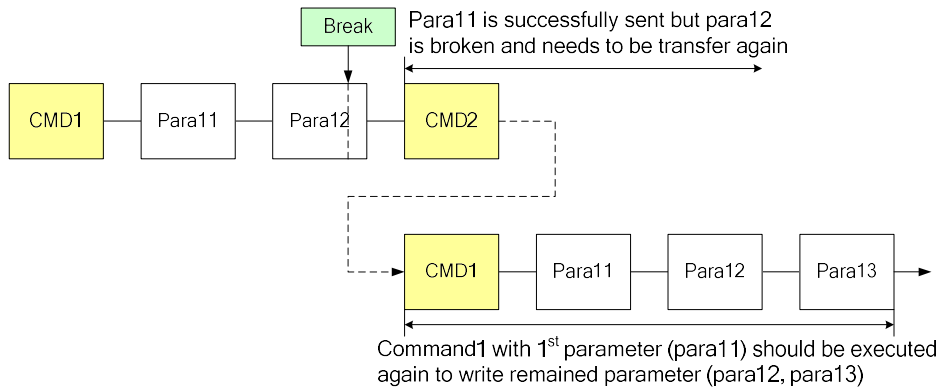 Break
Para11 is successfully sent but para12
is broken and needs to be transfer again
CMD1
Para11
Para12
CMD2
CMD1
Para11
Para12
Para13
Command1 with 1st parameter (para11) should be executed
again to write remained parameter (para12, para13)